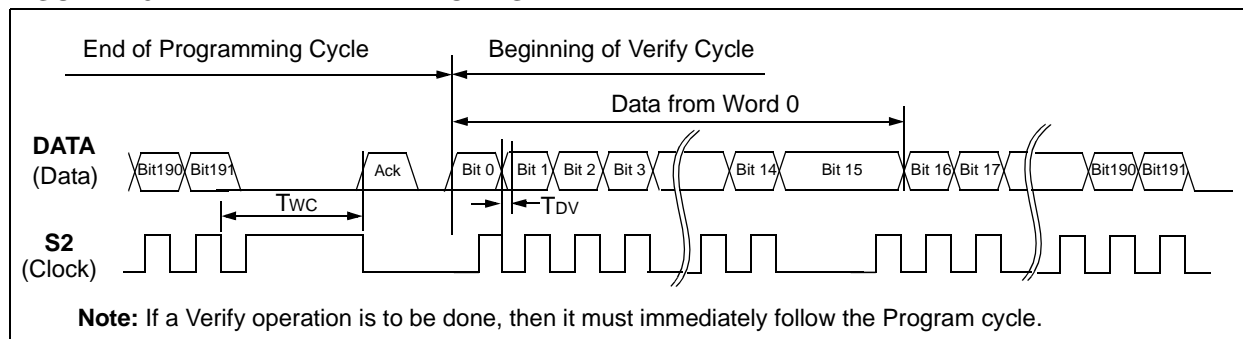 End of Programming Cycle Beginning of Verify Cycle
Data from Word 0
DATA
(Data)
Bit190 Bit191 Ack Bit 0 Bit 1 Bit 2 Bit 3 Bit 14 Bit 15 Bit 16 Bit 17 Bit190 Bit191
TWC TDV
S2
(Clock)
Note: If a Verify operation is to be done, then it must immediately follow the Program cycle.